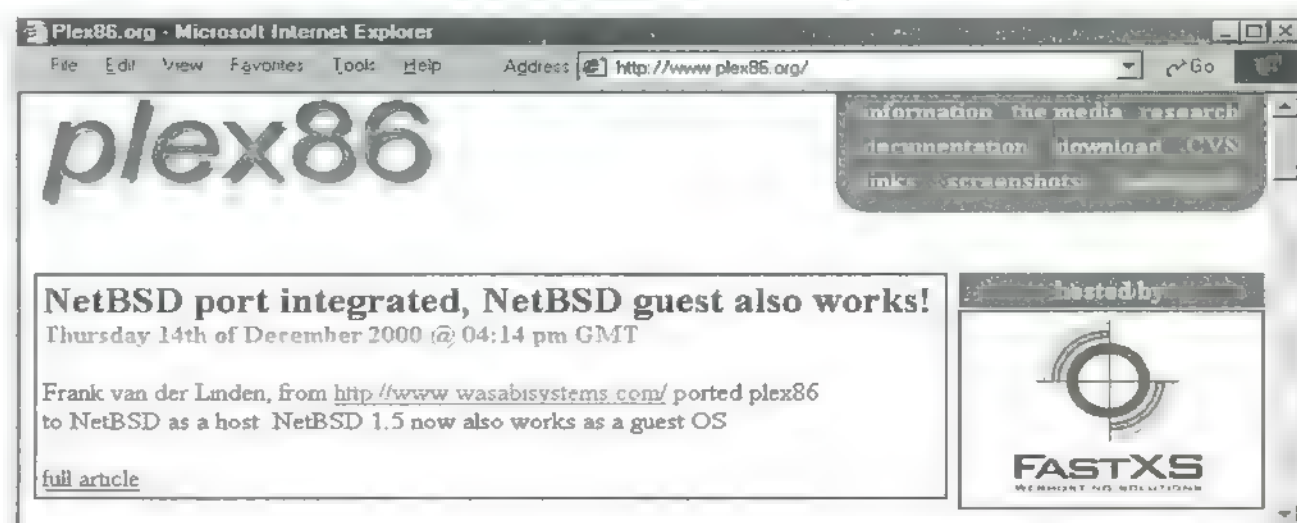 Plex86.org - Microsoft Internet Explorer
File Edit View Favorites Tools Help Address http://www.plex86.org/ Go
plex86
information the media research
documentation download CVS
links screenshots
NetBSD port integrated, NetBSD guest also works!
Thursday 14th of December 2000 @ 04:14 pm GMT
hosted by
Frank van der Linden, from http://www.wasabisystems.com/ ported plex86
to NetBSD as a host NetBSD 1.5 now also works as a guest OS
full article
FASTXS